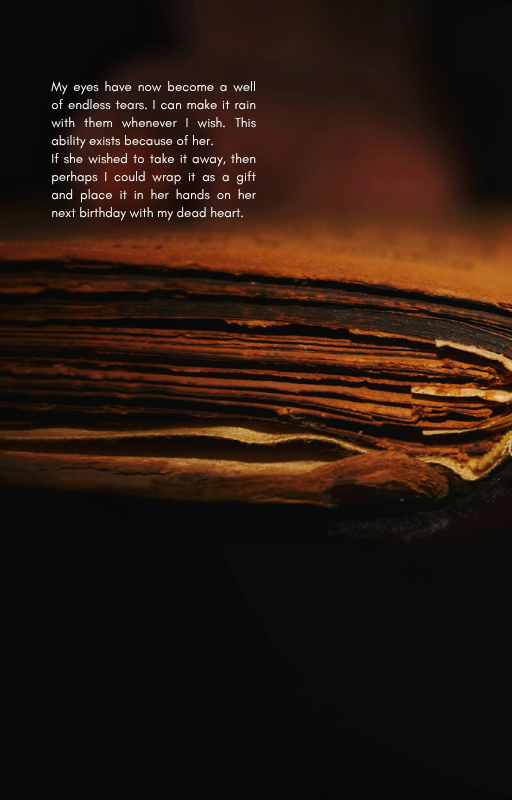 My eyes have now become a well
of endless tears. I can make it rain
with them whenever I wish. This
ability exists because of her.
If she wished to take it away, then
perhaps I could wrap it as a gift
and place it in her hands on her
next birthday with my dead heart.